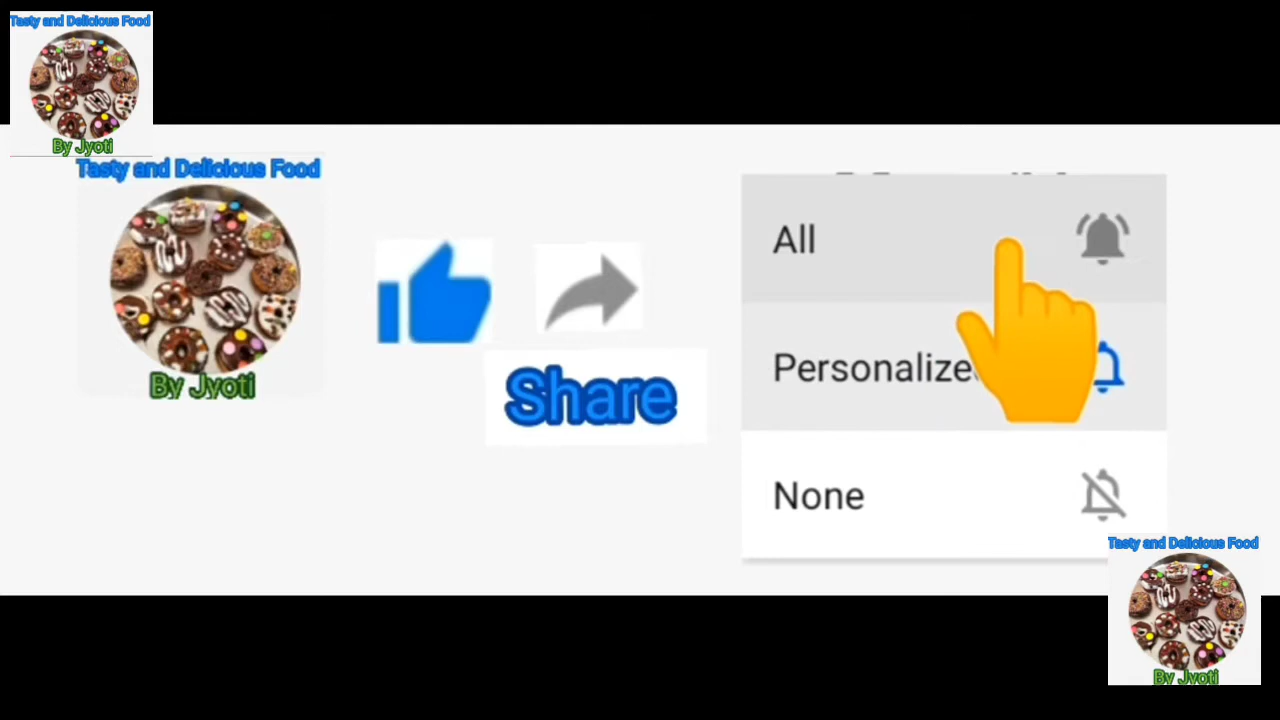 Tasty and Delicious Food
By Jyoti
Tasty and Delicious Food
By Jyoti
Share
All
Personalized
None
Tasty and Delicious Food
By Jyoti